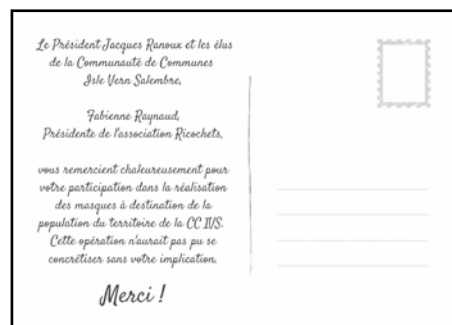 Le Président Jacques Ranoux et les élus
de la Communauté de Communes
Isle Vern Salembre,
Fabienne Raynaud,
Présidente de l'association Ricochets,
vous remercient chaleureusement pour
votre participation dans la réalisation
des masques à destination de la
population du territoire de la CC IVS.
Cette opération n'aurait pas pu se
concrétiser sans votre implication.
Merci !